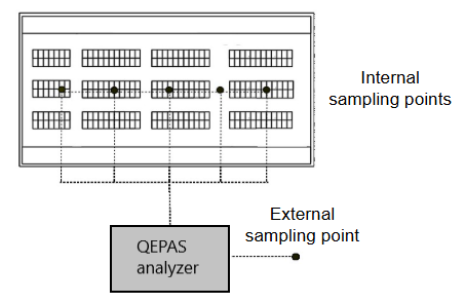 Internal
sampling points
External
sampling point
QEPAS
analyzer